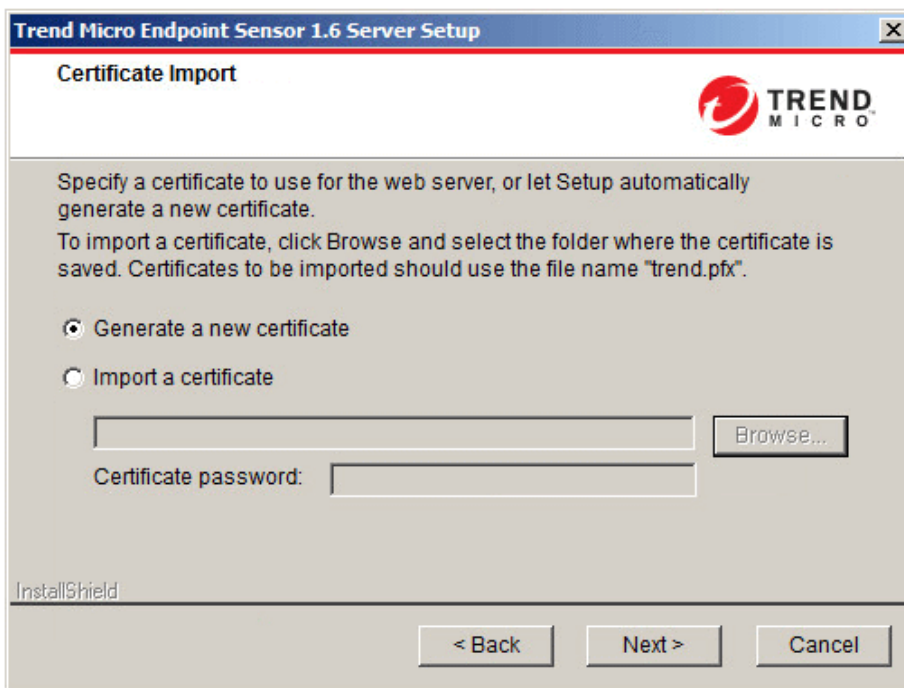 Trend Micro Endpoint Sensor 1.6 Server Setup
Certificate Import
TREND
MICRO™
Specify a certificate to use for the web server, or let Setup automatically
generate a new certificate.
To import a certificate, click Browse and select the folder where the certificate is
saved. Certificates to be imported should use the file name "trend.pfx".
Generate a new certificate
Import a certificate
Browse...
Certificate password:
InstallShield
< Back
Next >
Cancel